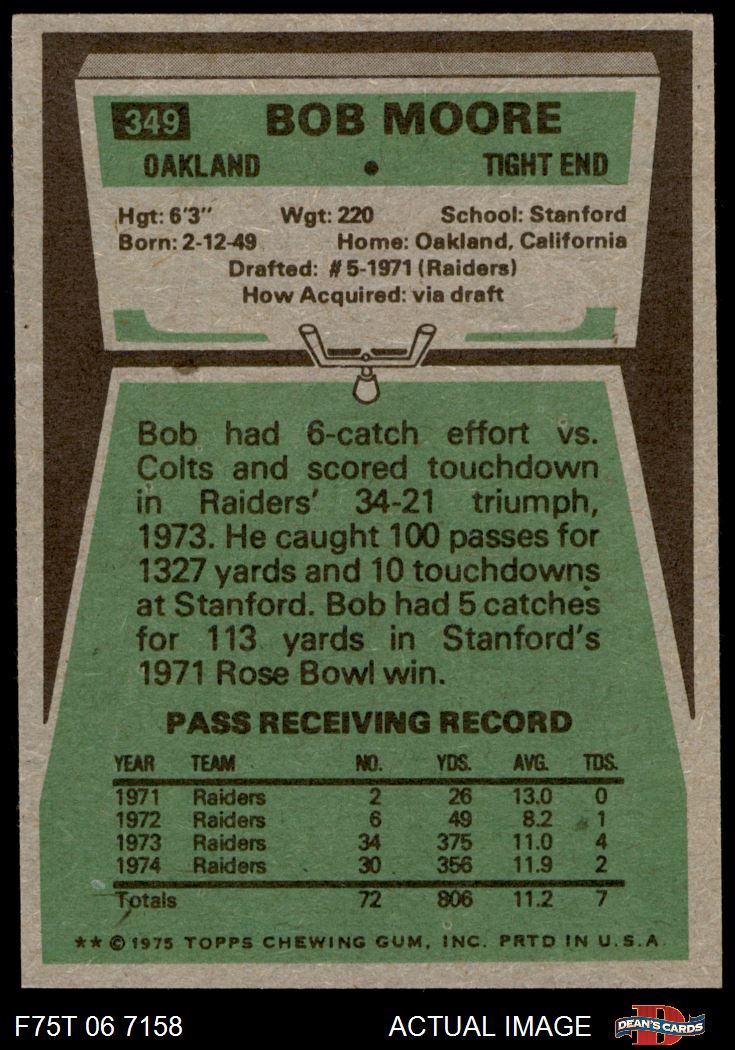 349 BOB MOORE
OAKLAND • TIGHT END
Hgt: 6'3" Wgt: 220 School: Stanford
Born: 2-12-49 Home: Oakland, California
Drafted: #5-1971 (Raiders)
How Acquired: via draft
Bob had 6-catch effort vs.
Colts and scored touchdown
in Raiders' 34-21 triumph,
1973. He caught 100 passes for
1327 yards and 10 touchdowns
at Stanford. Bob had 5 catches
for 113 yards in Stanford's
1971 Rose Bowl win.
PASS RECEIVING RECORD
YEAR TEAM NO. YDS. AVG. TDS.
1971 Raiders 2 26 13.0 0
1972 Raiders 6 49 8.2 1
1973 Raiders 34 375 11.0 4
1974 Raiders 30 356 11.9 2
Totals 72 806 11.2 7
** © 1975 TOPPS CHEWING GUM, INC. PRTD IN U.S.A.
F75T 06 7158 ACTUAL IMAGE DEAN'S CARDS